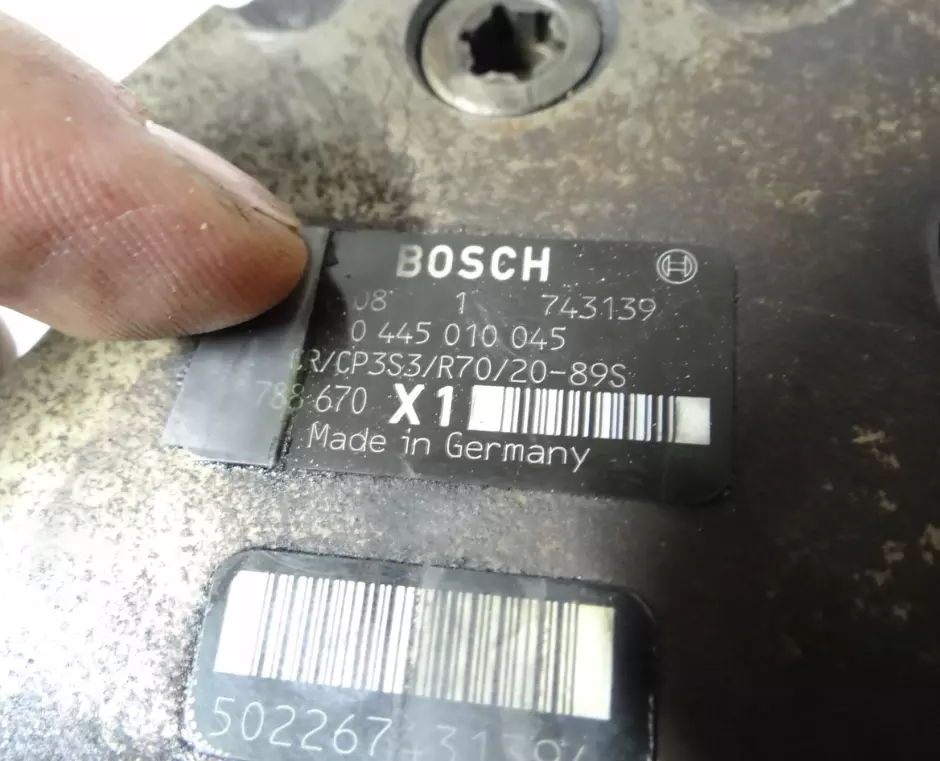 BOSCH
08 1 743139
0 445 010 045
CR/CP3S3/R70/20-89S
788 670 X1
Made in Germany
502267